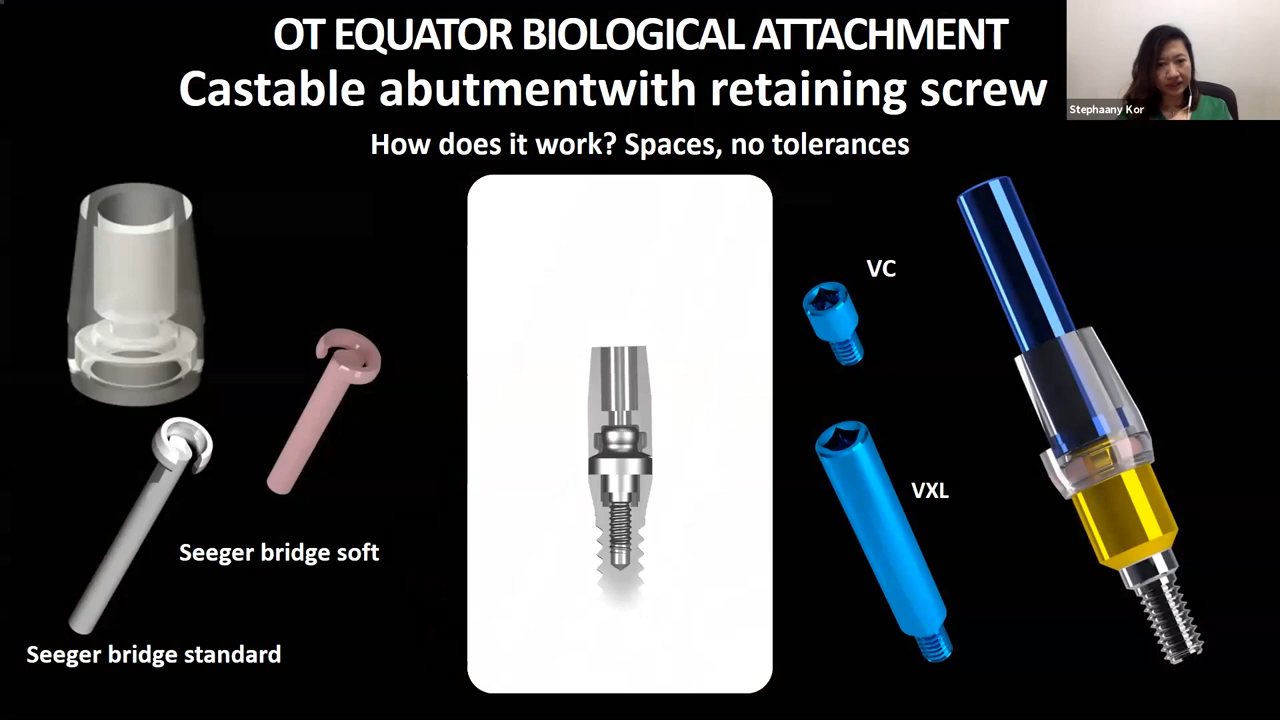 OT EQUATOR BIOLOGICAL ATTACHMENT
Castable abutmentwith retaining screw
Stephaany Kor
How does it work? Spaces, no tolerances
VC
VXL
Seeger bridge soft
Seeger bridge standard